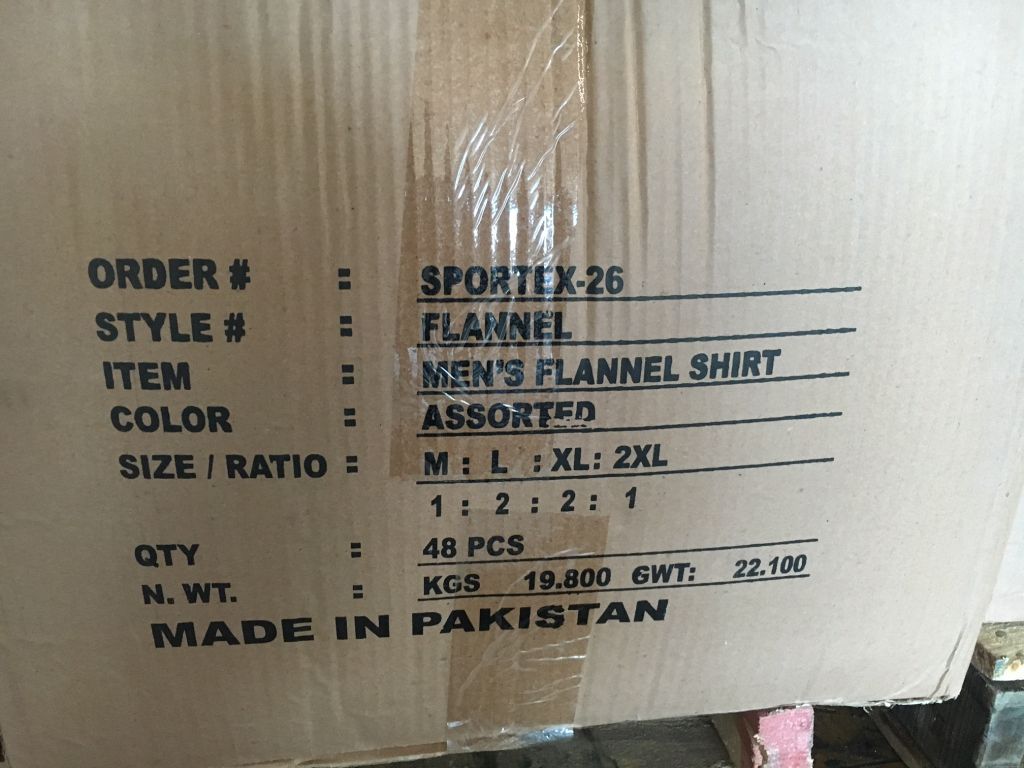 ORDER # : SPORTEX-26
STYLE # : FLANNEL
ITEM : MEN'S FLANNEL SHIRT
COLOR : ASSORTED
SIZE / RATIO : M : L : XL : 2XL
1 : 2 : 2 : 1
QTY : 48 PCS
N. WT. : KGS 19.800 GWT: 22.100
MADE IN PAKISTAN